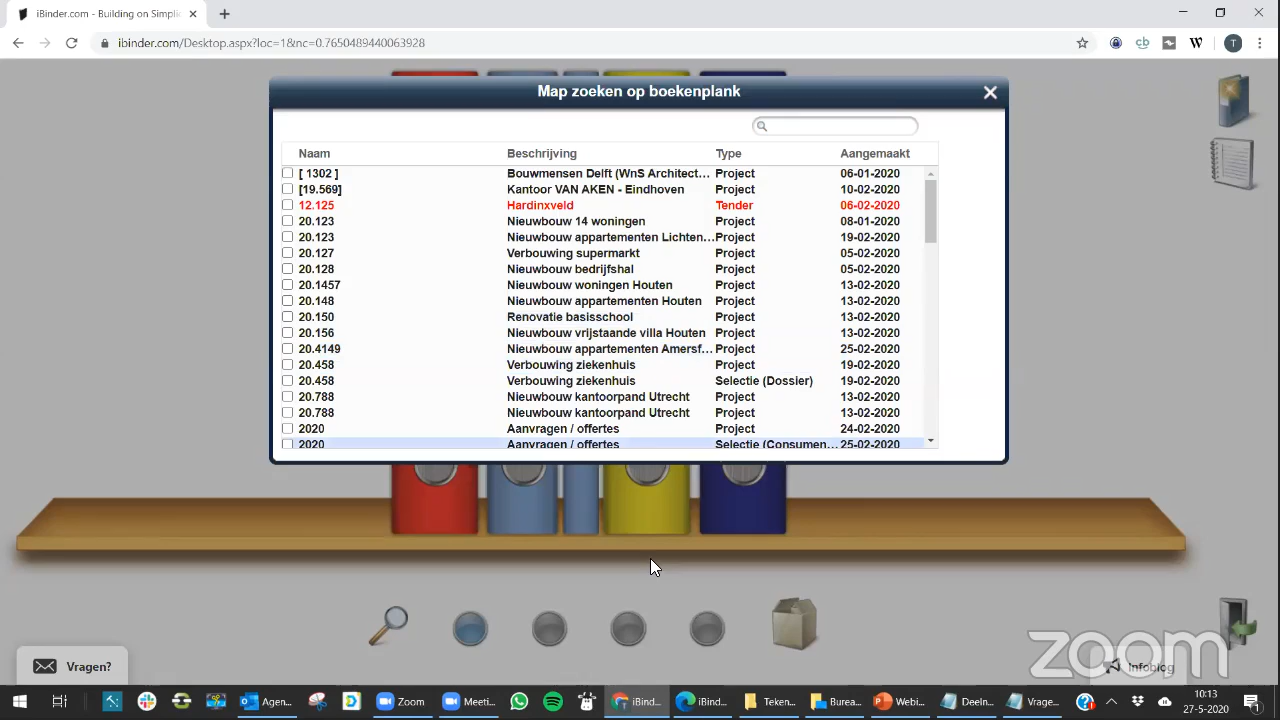 iBinder.com - Building on Simpli
ibinder.com/Desktop.aspx?loc=1&nc=0.7650489440063928
cb
W
T
Map zoeken op boekenplank
Naam Beschrijving Type Aangemaakt
[ 1302 ] Bouwmensen Delft (WnS Architect... Project 06-01-2020
[19.569] Kantoor VAN AKEN - Eindhoven Project 10-02-2020
12.125 Hardinxveld Tender 06-02-2020
20.123 Nieuwbouw 14 woningen Project 08-01-2020
20.123 Nieuwbouw appartementen Lichten... Project 19-02-2020
20.127 Verbouwing supermarkt Project 05-02-2020
20.128 Nieuwbouw bedrijfshal Project 05-02-2020
20.1457 Nieuwbouw woningen Houten Project 13-02-2020
20.148 Nieuwbouw appartementen Houten Project 13-02-2020
20.150 Renovatie basisschool Project 13-02-2020
20.156 Nieuwbouw vrijstaande villa Houten Project 13-02-2020
20.4149 Nieuwbouw appartementen Amersf... Project 25-02-2020
20.458 Verbouwing ziekenhuis Project 19-02-2020
20.458 Verbouwing ziekenhuis Selectie (Dossier) 19-02-2020
20.788 Nieuwbouw kantoorpand Utrecht Project 13-02-2020
20.788 Nieuwbouw kantoorpand Utrecht Project 13-02-2020
2020 Aanvragen / offertes Project 24-02-2020
2020 Aanvragen / offertes Selectie (Consumen... 25-02-2020
Vragen?
Infoblog
zoom
Agen... Zoom Meeti... iBind... iBind... Teken... Burea... Webi... Deeln... Vrage... 10:13
27-5-2020